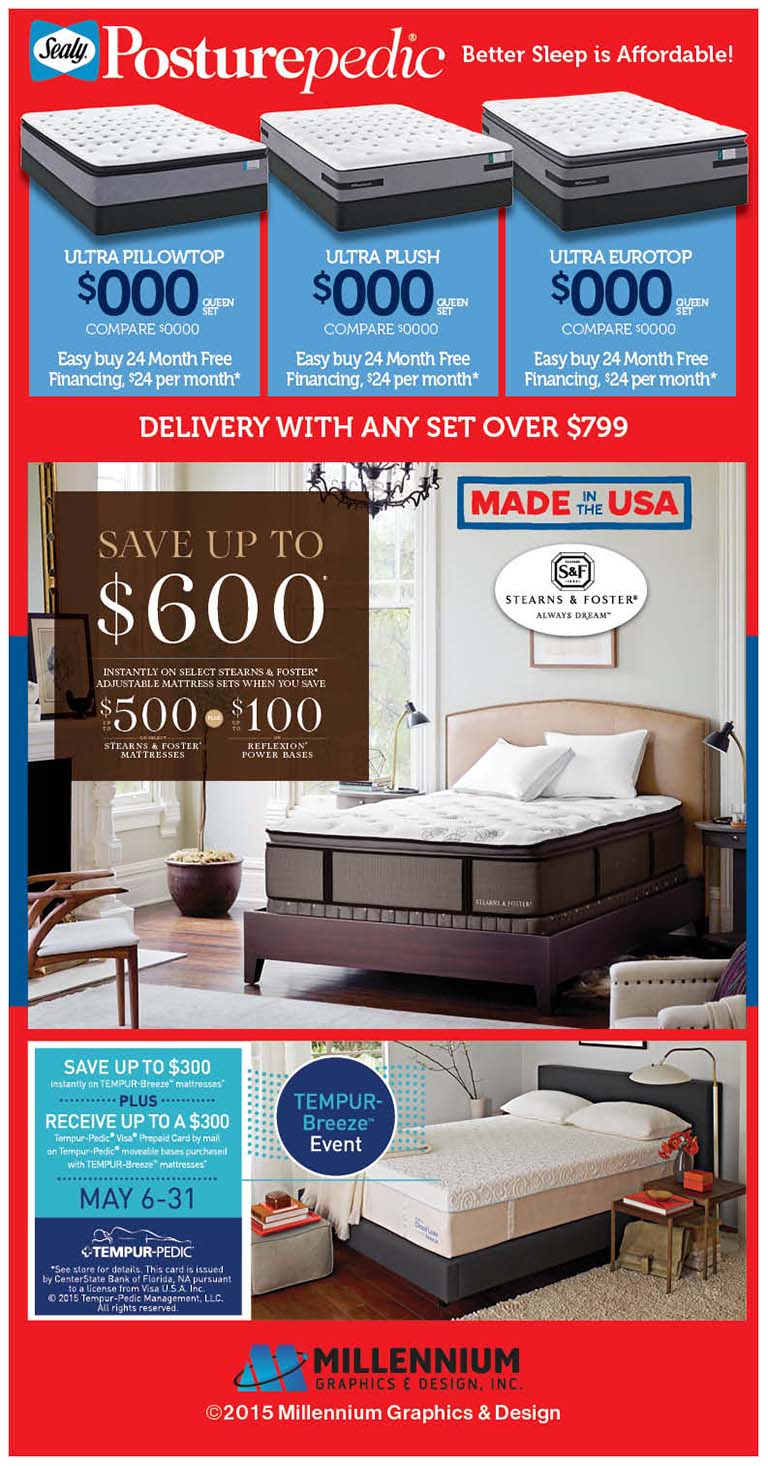 Sealy. Posturepedic® Better Sleep is Affordable!
ULTRA PILLOWTOP
$000 QUEEN SET
COMPARE $0000
Easy buy 24 Month Free
Financing, $24 per month*
ULTRA PLUSH
$000 QUEEN SET
COMPARE $0000
Easy buy 24 Month Free
Financing, $24 per month*
ULTRA EUROTOP
$000 QUEEN SET
COMPARE $0000
Easy buy 24 Month Free
Financing, $24 per month*
DELIVERY WITH ANY SET OVER $799
MADE IN THE USA
S&F
STEARNS & FOSTER®
ALWAYS DREAM™
SAVE UP TO
$600*
INSTANTLY ON SELECT STEARNS & FOSTER®
ADJUSTABLE MATTRESS SETS WHEN YOU SAVE
UP TO $500 PLUS UP TO $100
ON SELECT
STEARNS & FOSTER®
MATTRESSES
ON
REFLEXION®
POWER BASES
STEARNS & FOSTER®
SAVE UP TO $300
instantly on TEMPUR-Breeze™ mattresses*
PLUS
RECEIVE UP TO A $300
Tempur-Pedic® Visa® Prepaid Card by mail
on Tempur-Pedic® moveable bases purchased
with TEMPUR-Breeze™ mattresses*
MAY 6-31
TEMPUR-PEDIC®
*See store for details. This card is issued
by CenterState Bank of Florida, NA pursuant
to a license from Visa U.S.A. Inc.
© 2015 Tempur-Pedic Management, LLC.
All rights reserved.
TEMPUR-
Breeze™
Event
MILLENNIUM
GRAPHICS & DESIGN, INC.
©2015 Millennium Graphics & Design